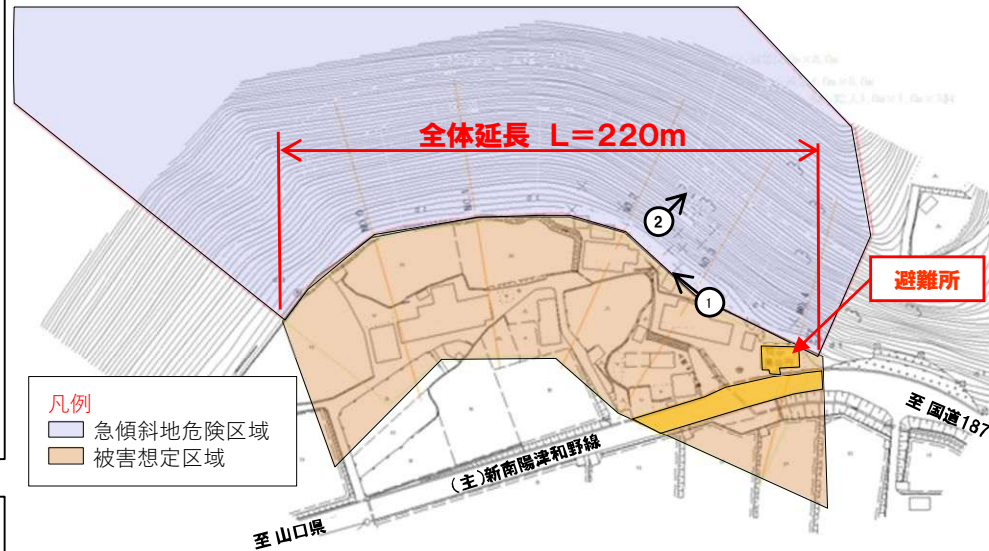 全体延長 L=220m
②
①
避難所
凡例
急傾斜地危険区域
被害想定区域
至 国道187
(主)新南陽津和野線
至 山口県